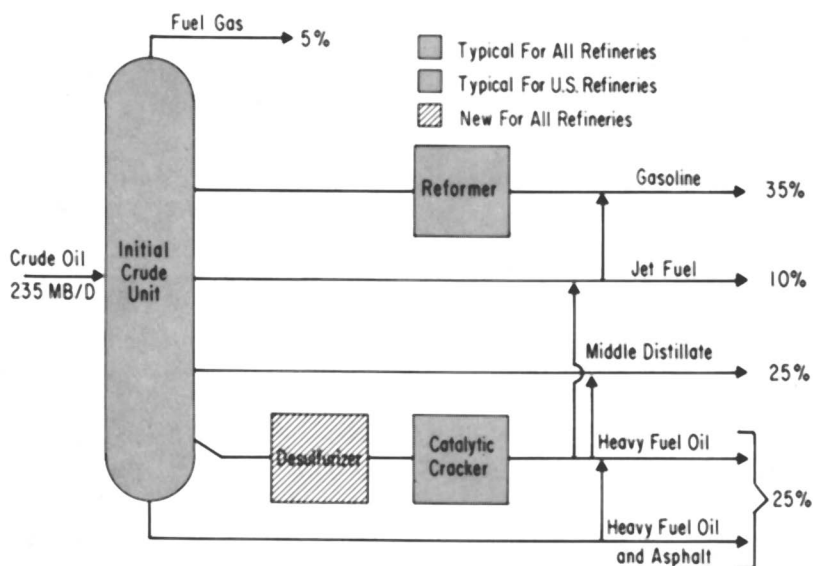 Fuel Gas
5%
Typical For All Refineries
Typical For U.S. Refineries
New For All Refineries
Reformer
Gasoline
35%
Crude Oil
235 MB/D
Initial
Crude
Unit
Jet Fuel
10%
Middle Distillate
25%
Desulfurizer
Catalytic
Cracker
Heavy Fuel Oil
25%
Heavy Fuel Oil
and Asphalt